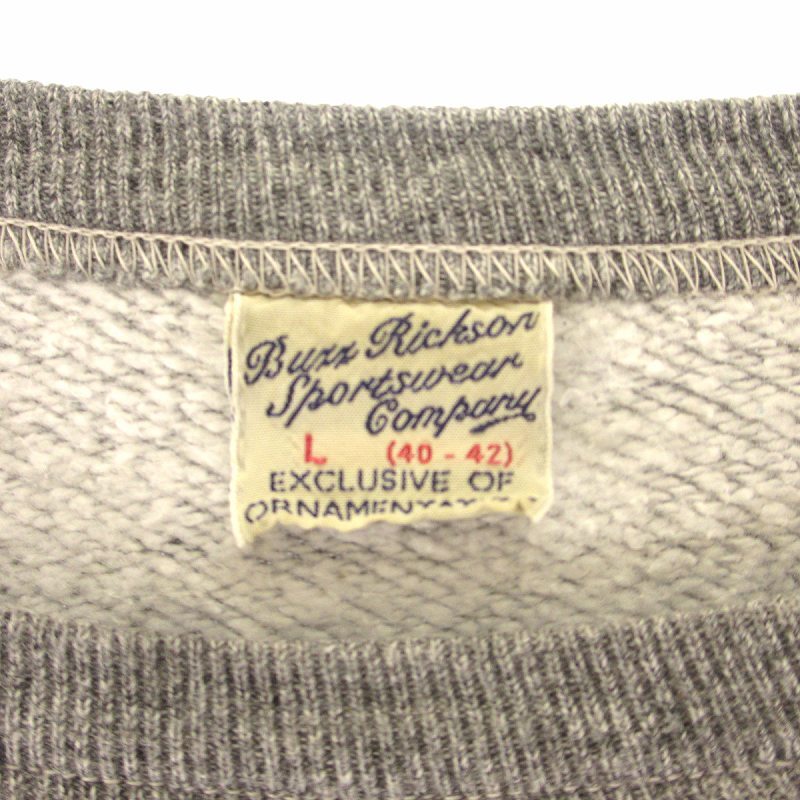 Buzz Rickson
Sportswear
Company
L (40 - 42)
EXCLUSIVE OF